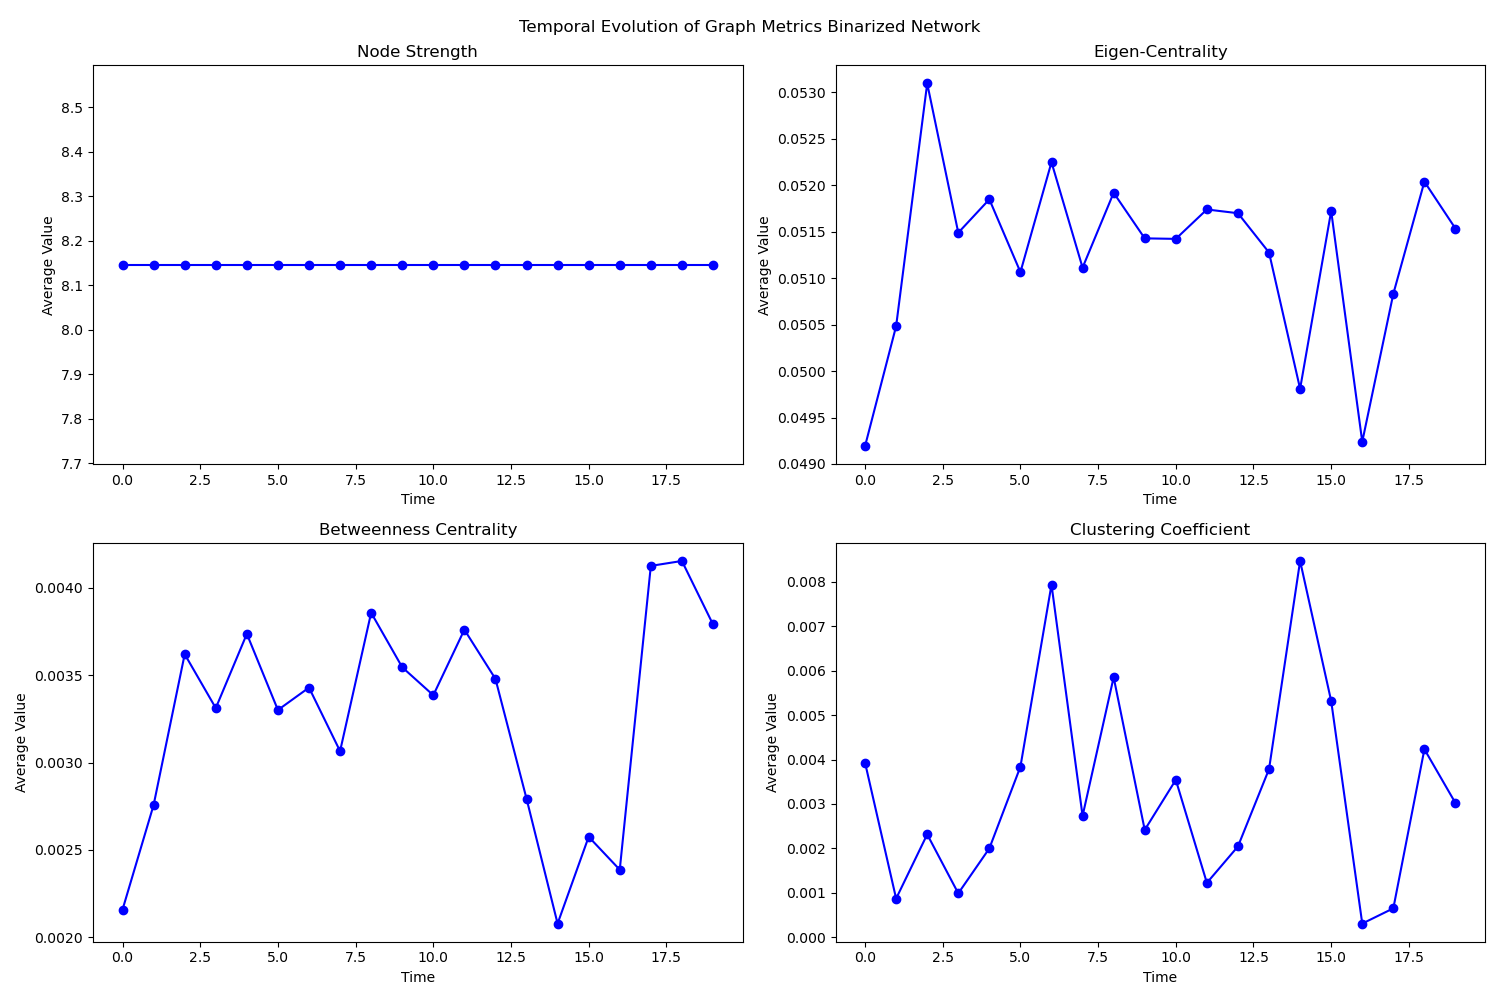 Temporal Evolution of Graph Metrics Binarized Network
Node Strength
Average Value
8.5
8.4
8.3
8.2
8.1
8.0
7.9
7.8
7.7
0.0 2.5 5.0 7.5 10.0 12.5 15.0 17.5
Time
Eigen-Centrality
Average Value
0.0530
0.0525
0.0520
0.0515
0.0510
0.0505
0.0500
0.0495
0.0490
0.0 2.5 5.0 7.5 10.0 12.5 15.0 17.5
Time
Betweenness Centrality
Average Value
0.0040
0.0035
0.0030
0.0025
0.0020
0.0 2.5 5.0 7.5 10.0 12.5 15.0 17.5
Time
Clustering Coefficient
Average Value
0.008
0.007
0.006
0.005
0.004
0.003
0.002
0.001
0.000
0.0 2.5 5.0 7.5 10.0 12.5 15.0 17.5
Time